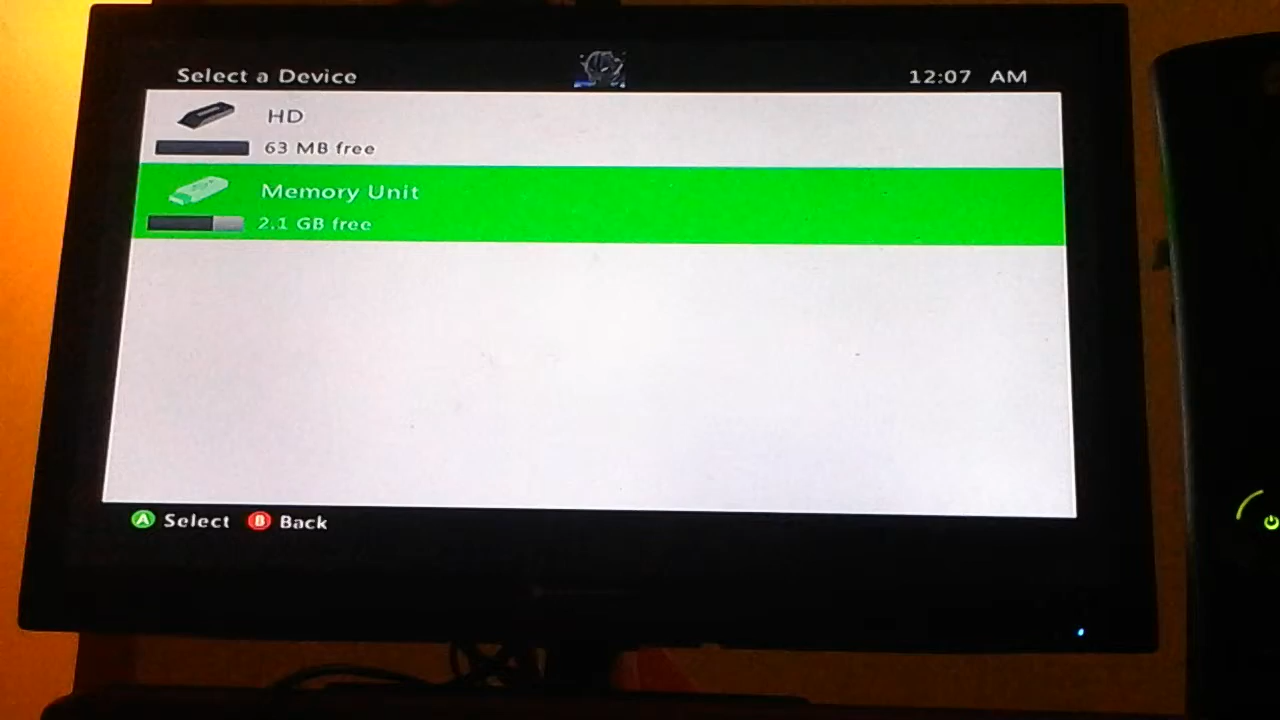 Select a Device
12:07 AM
HD
63 MB free
Memory Unit
2.1 GB free
A Select B Back